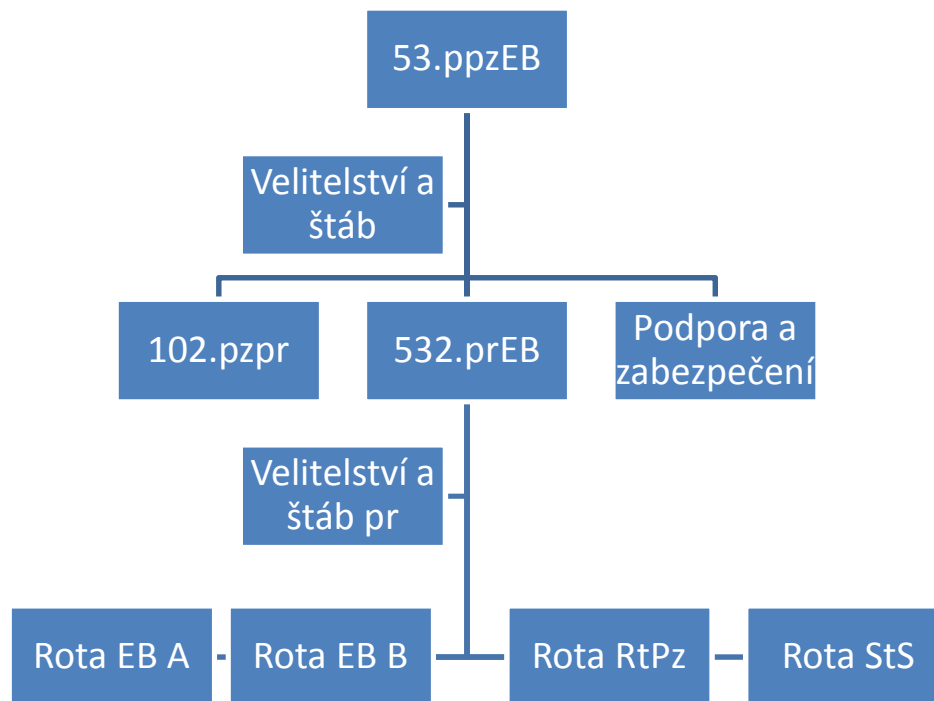 53.ppzEB
Velitelství a
štáb
102.pzpr
532.prEB
Podpora a
zabezpečení
Velitelství a
štáb pr
Rota EB A
Rota EB B
Rota RtPz
Rota StS